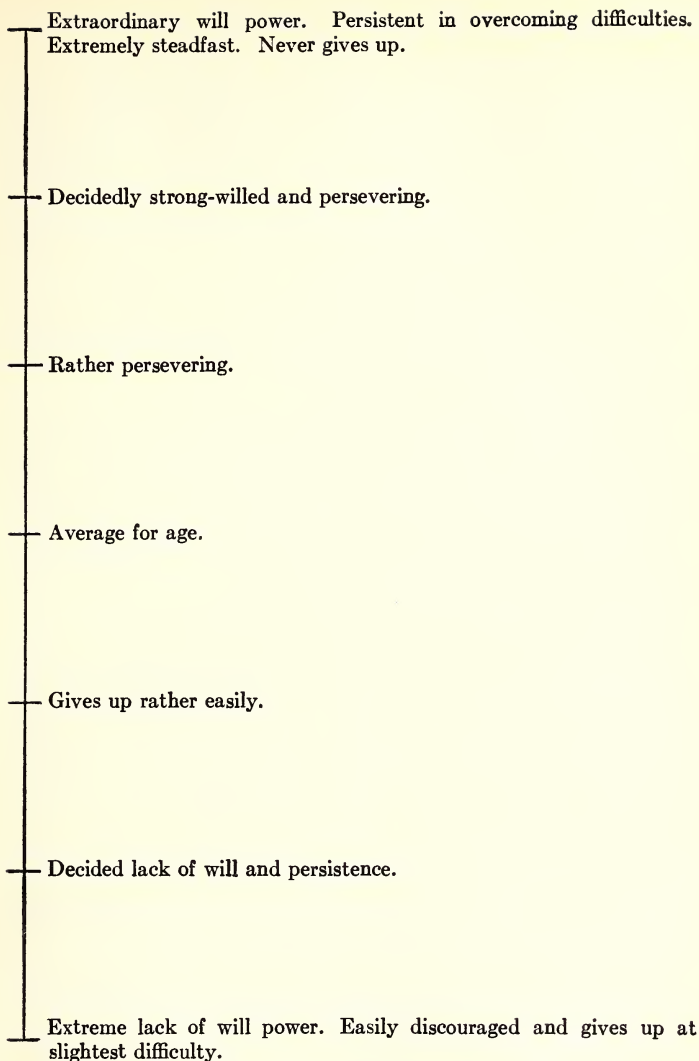 Extraordinary will power. Persistent in overcoming difficulties.
Extremely steadfast. Never gives up.
Decidedly strong-willed and persevering.
Rather persevering.
Average for age.
Gives up rather easily.
Decided lack of will and persistence.
Extreme lack of will power. Easily discouraged and gives up at
slightest difficulty.